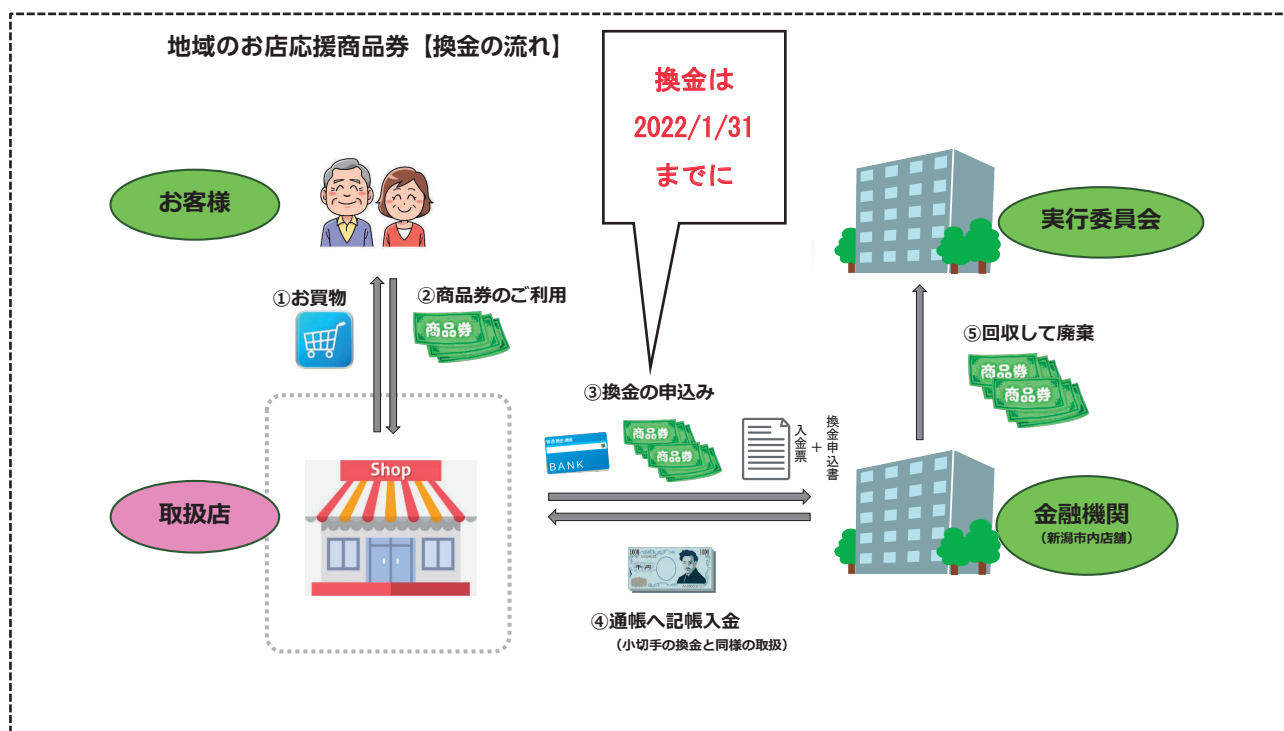 地域のお店応援商品券【換金の流れ】
換金は
2022/1/31
までに
お客様
実行委員会
①お買物
②商品券のご利用
商品券
③換金の申込み
⑤回収して廃棄
商品券
商品券
BANK
商品券
商品券
入金票
+
換金申込書
取扱店
Shop
金融機関
(新潟市内店舗)
1000
1000
千円
④通帳へ記帳入金
(小切手の換金と同様の取扱)